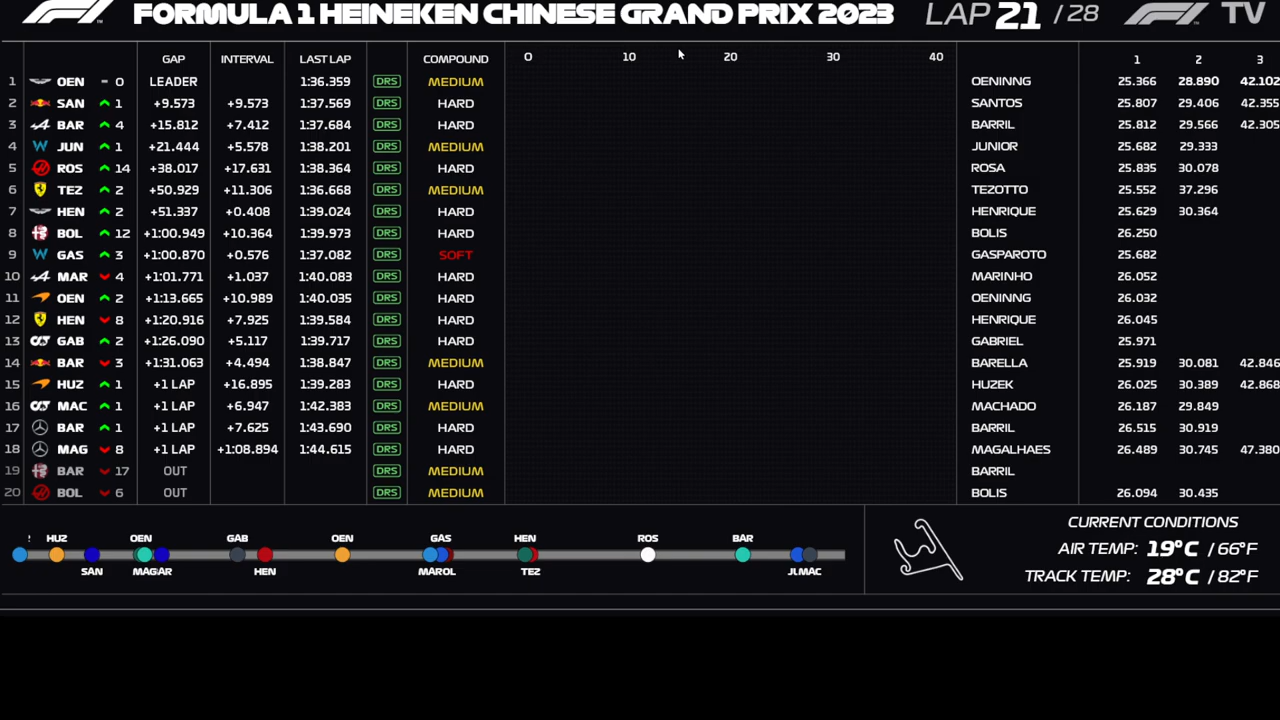 F1 FORMULA 1 HEINEKEN CHINESE GRAND PRIX 2023 LAP 21 / 28 F1 TV
GAP INTERVAL LAST LAP COMPOUND 0 10 20 30 40 1 2 3
1 OEN - 0 LEADER 1:36.359 DRS MEDIUM OENINNG 25.366 28.890 42.102
2 SAN 1 +9.573 +9.573 1:37.569 DRS HARD SANTOS 25.807 29.406 42.355
3 BAR 4 +15.812 +7.412 1:37.684 DRS HARD BARRIL 25.812 29.566 42.305
4 JUN 1 +21.444 +5.578 1:38.201 DRS MEDIUM JUNIOR 25.682 29.333
5 ROS 14 +38.017 +17.631 1:38.364 DRS HARD ROSA 25.835 30.078
6 TEZ 2 +50.929 +11.306 1:36.668 DRS MEDIUM TEZOTTO 25.552 37.296
7 HEN 2 +51.337 +0.408 1:39.024 DRS HARD HENRIQUE 25.629 30.364
8 BOL 12 +1:00.949 +10.364 1:39.973 DRS HARD BOLIS 26.250
9 GAS 3 +1:00.870 +0.576 1:37.082 DRS SOFT GASPAROTO 25.682
10 MAR 4 +1:01.771 +1.037 1:40.083 DRS HARD MARINHO 26.052
11 OEN 2 +1:13.665 +10.989 1:40.035 DRS HARD OENINNG 26.032
12 HEN 8 +1:20.916 +7.925 1:39.584 DRS HARD HENRIQUE 26.045
13 GAB 2 +1:26.090 +5.117 1:39.717 DRS HARD GABRIEL 25.971
14 BAR 3 +1:31.063 +4.494 1:38.847 DRS MEDIUM BARELLA 25.919 30.081 42.846
15 HUZ 1 +1 LAP +16.895 1:39.283 DRS HARD HUZEK 26.025 30.389 42.868
16 MAC 1 +1 LAP +6.947 1:42.383 DRS MEDIUM MACHADO 26.187 29.849
17 BAR 1 +1 LAP +7.625 1:43.690 DRS HARD BARRIL 26.515 30.919
18 MAG 8 +1 LAP +1:08.894 1:44.615 DRS HARD MAGALHAES 26.489 30.745 47.380
19 BAR 17 OUT DRS MEDIUM BARRIL
20 BOL 6 OUT DRS MEDIUM BOLIS 26.094 30.435
HUZ OEN GAB OEN GAS HEN ROS BAR
SAN HEN TEZ
CURRENT CONDITIONS
AIR TEMP: 19°C / 66°F
TRACK TEMP: 28°C / 82°F